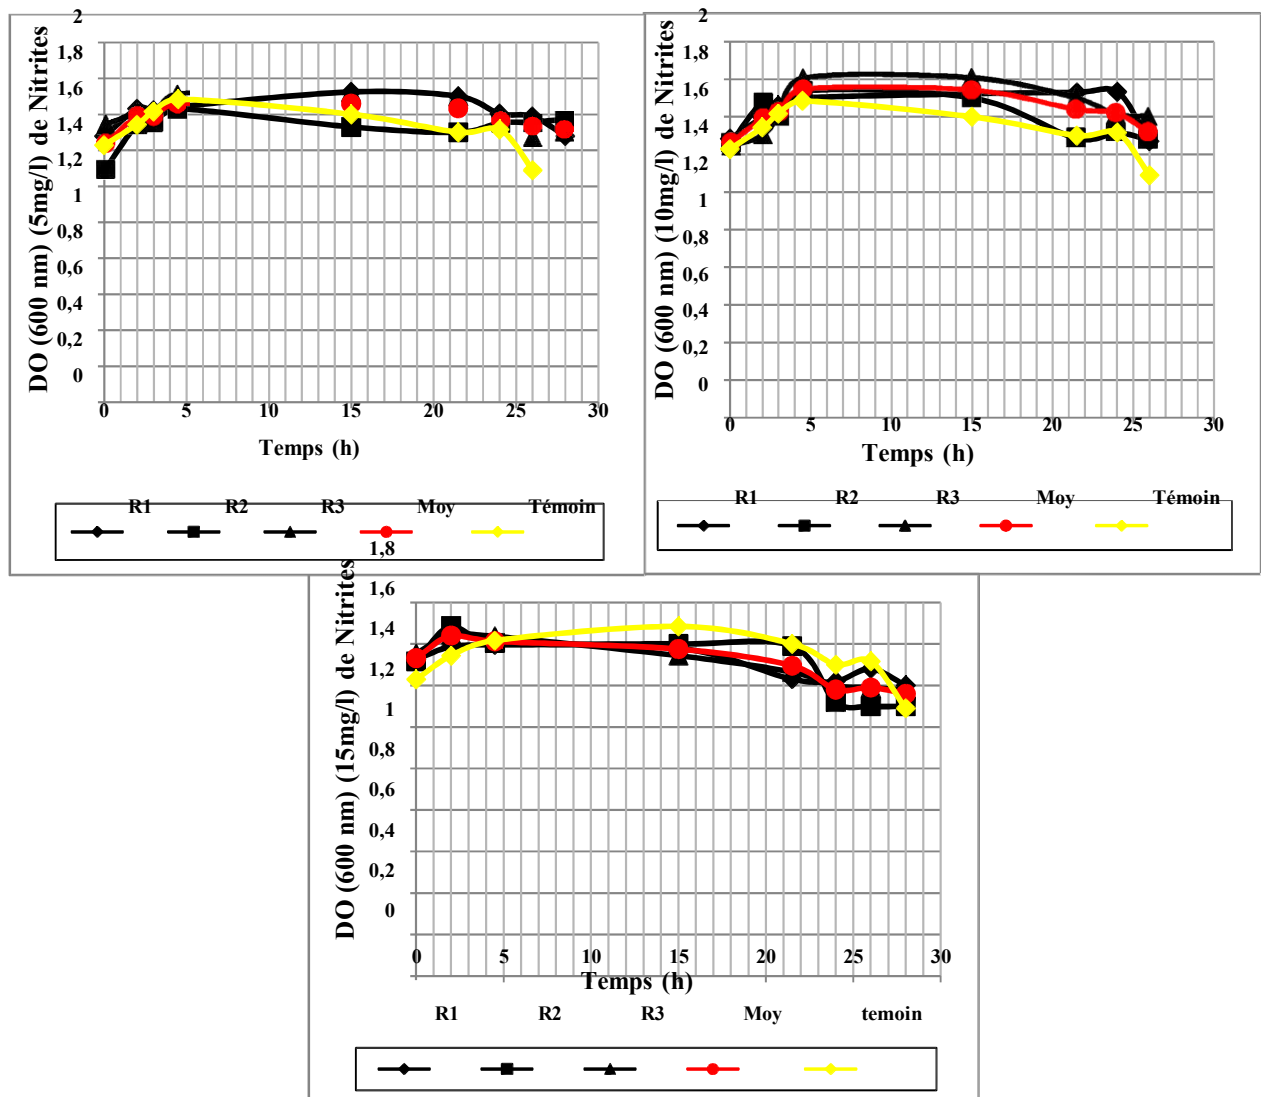 DO (600 nm) (5mg/l) de Nitrites
2
1,8
1,6
1,4
1,2
1
0,8
0,6
0,4
0,2
0
0 5 10 15 20 25 30
Temps (h)
R1 R2 R3 Moy Témoin
DO (600 nm) (10mg/l) de Nitrites
2
1,8
1,6
1,4
1,2
1
0,8
0,6
0,4
0,2
0
0 5 10 15 20 25 30
Temps (h)
R1 R2 R3 Moy Témoin
DO (600 nm) (15mg/l) de Nitrites
1,8
1,6
1,4
1,2
1
0,8
0,6
0,4
0,2
0
0 5 10 15 20 25 30
Temps (h)
R1 R2 R3 Moy temoin